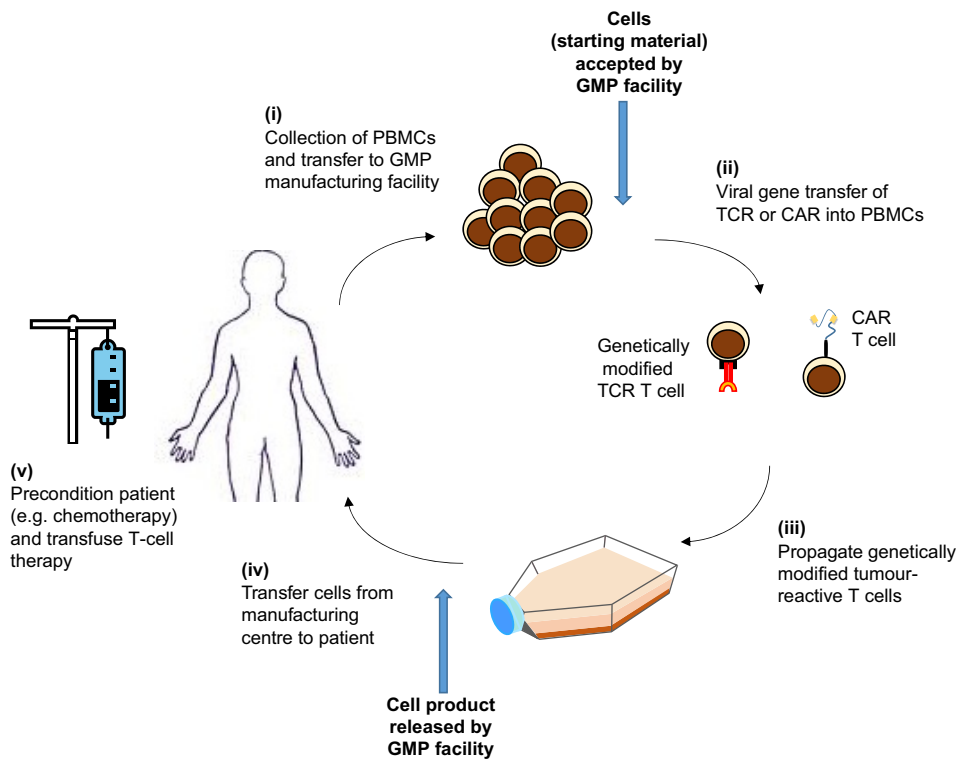 Cells
(starting material)
accepted by
GMP facility
(i)
Collection of PBMCs
and transfer to GMP
manufacturing facility
(ii)
Viral gene transfer of
TCR or CAR into PBMCs
CAR
T cell
Genetically
modified
TCR T cell
(iii)
Propagate genetically
modified tumour-
reactive T cells
(iv)
Transfer cells from
manufacturing
centre to patient
(v)
Precondition patient
(e.g. chemotherapy)
and transfuse T-cell
therapy
Cell product
released by
GMP facility